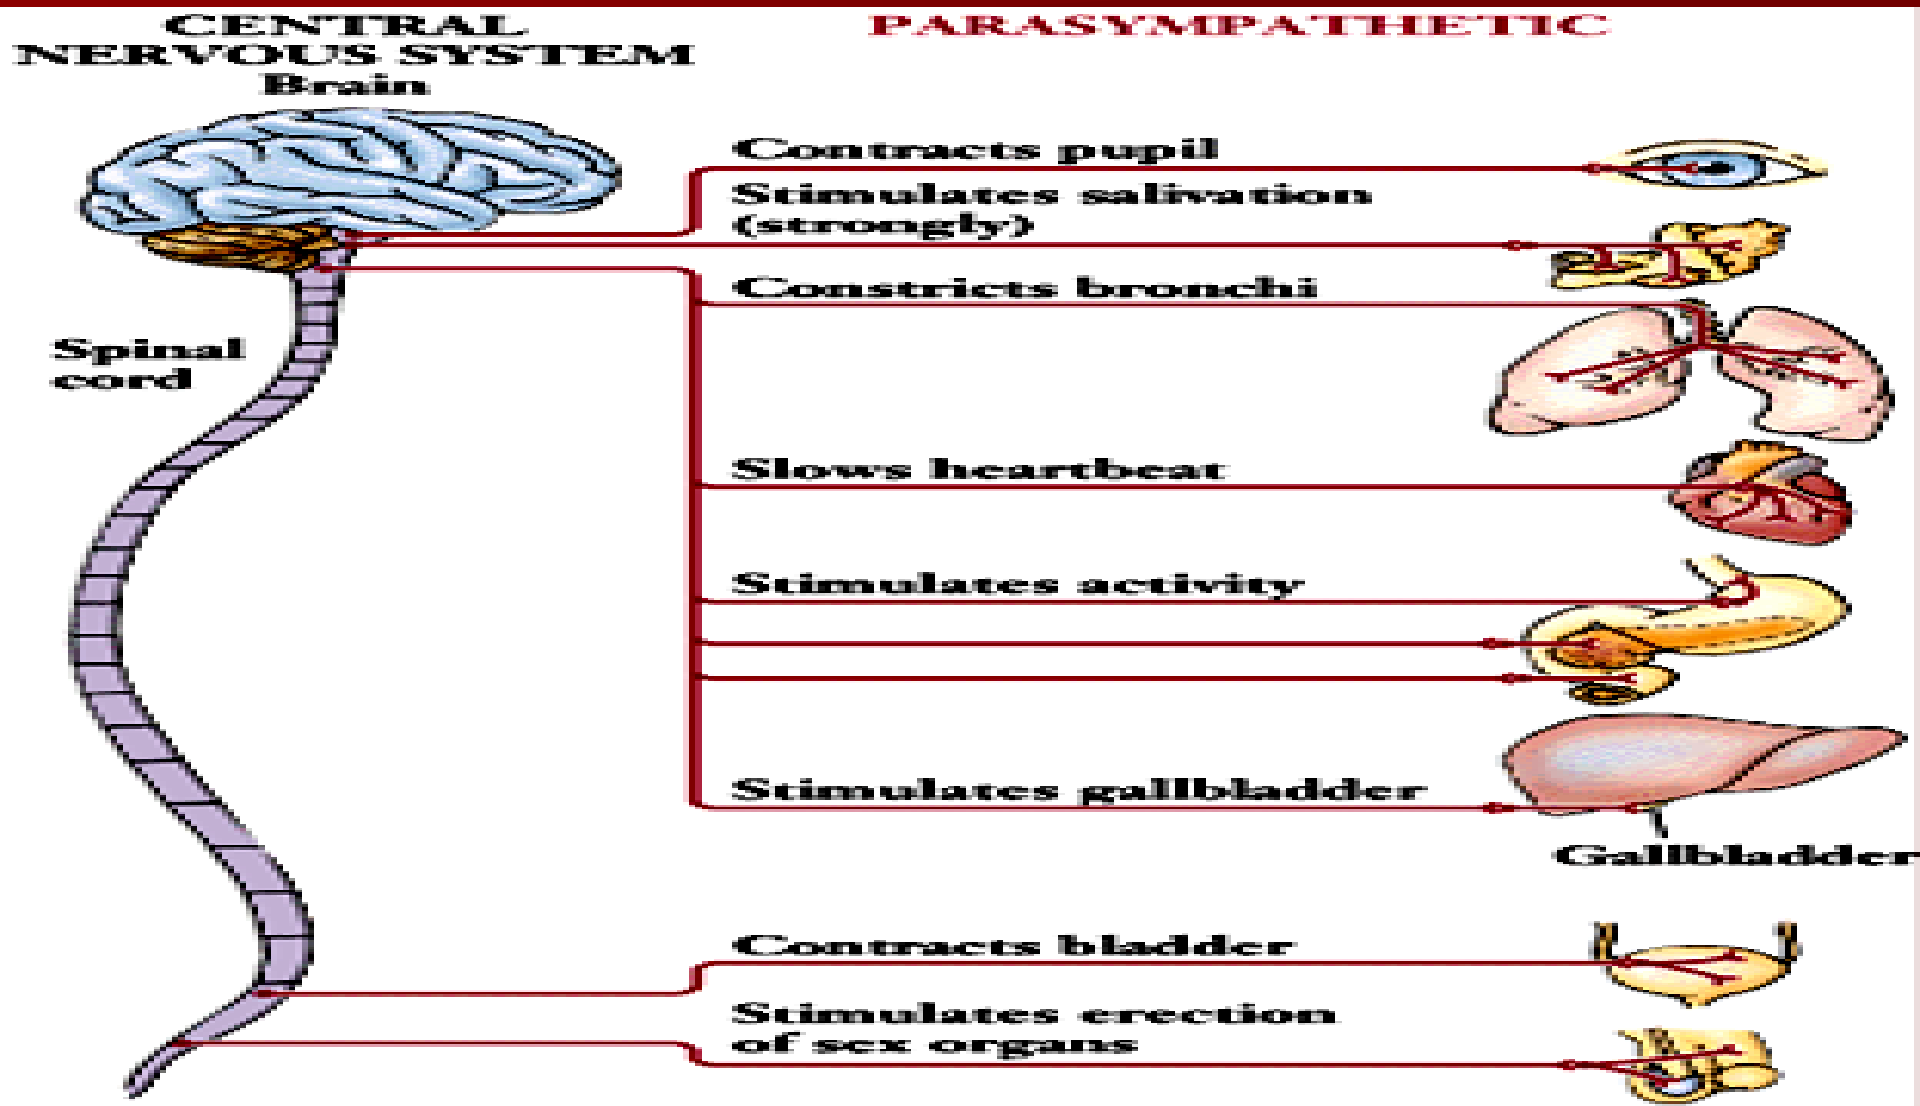 CENTRAL
NERVOUS SYSTEM
Brain
PARASYMPATHETIC
Contracts pupil
Stimulates salivation
(strongly)
Constricts bronchi
Spinal
cord
Slows heartbeat
Stimulates activity
Stimulates gallbladder
Gallbladder
Contracts bladder
Stimulates erection
of sex organs